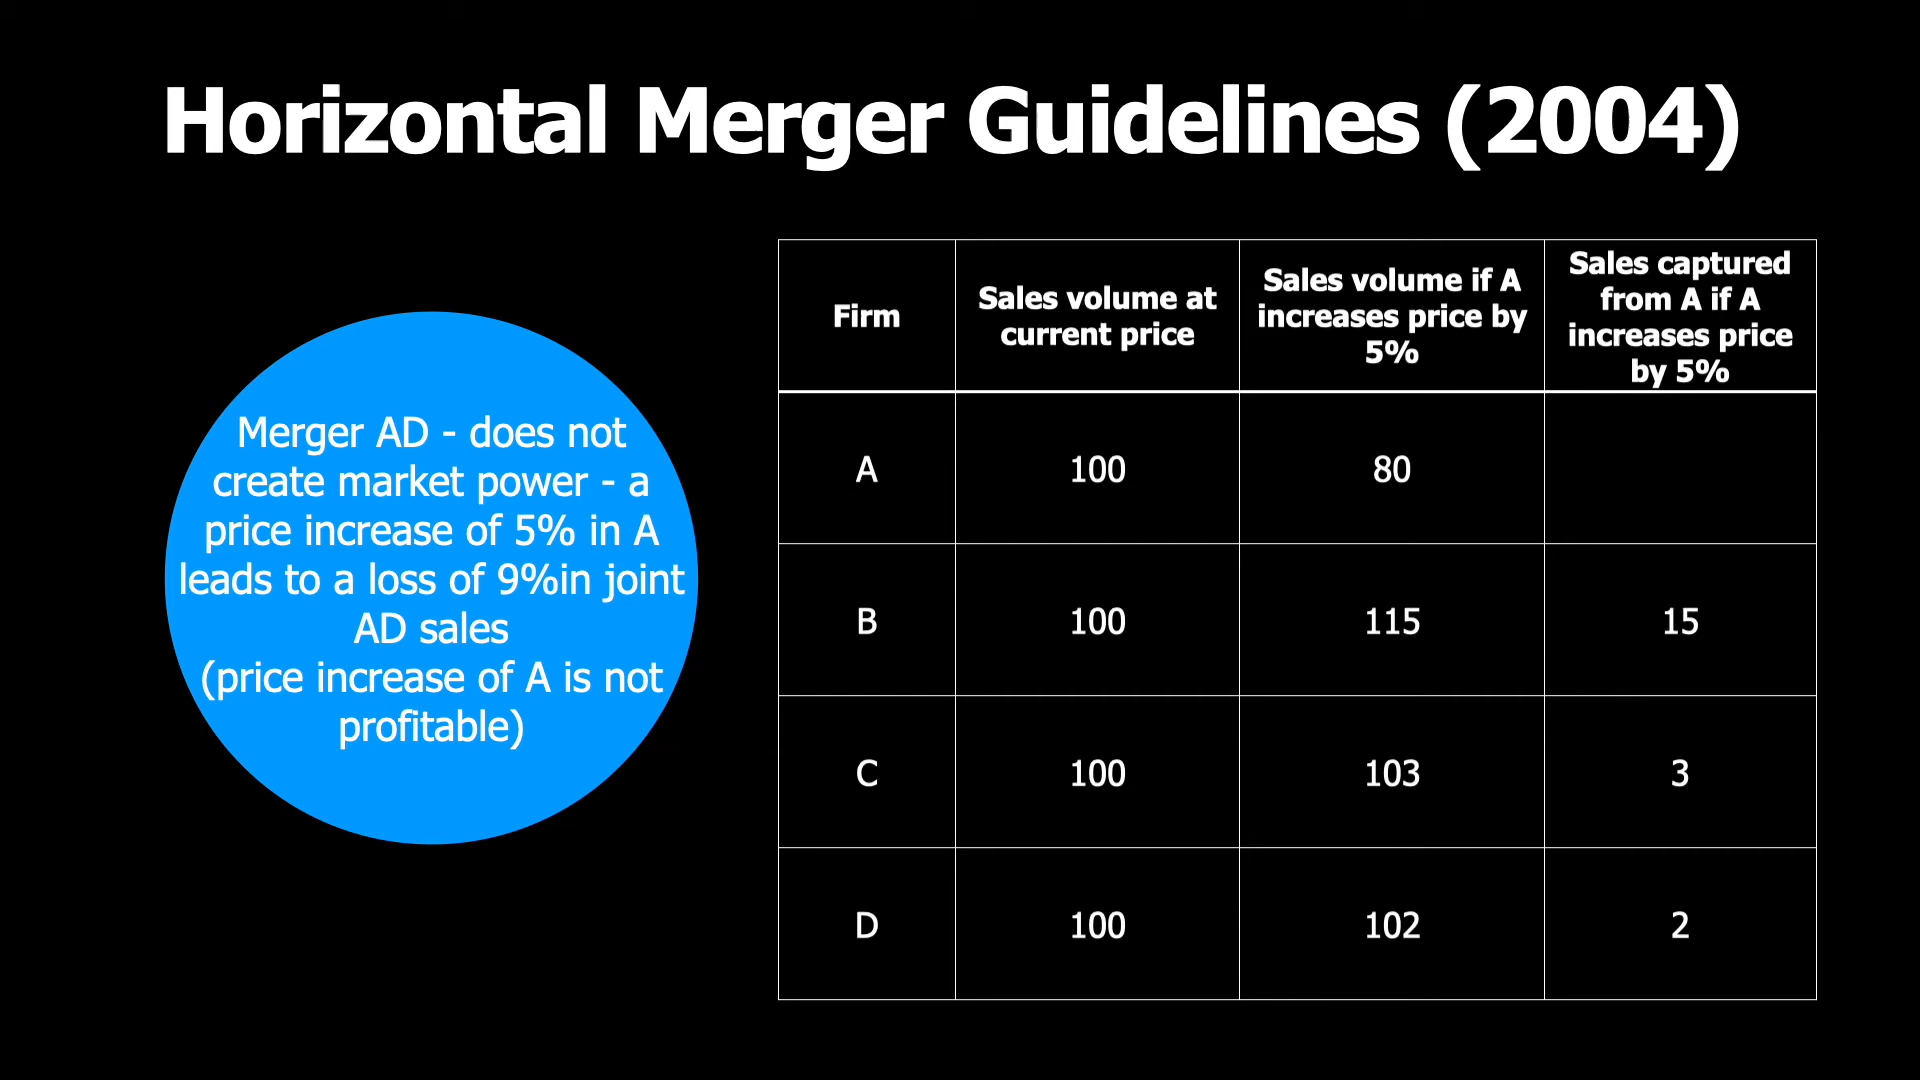 Horizontal Merger Guidelines (2004)
Merger AD - does not
create market power - a
price increase of 5% in A
leads to a loss of 9%in joint
AD sales
(price increase of A is not
profitable)
Firm
Sales volume at
current price
Sales volume if A
increases price by
5%
Sales captured
from A if A
increases price
by 5%
A
100
80
B
100
115
15
C
100
103
3
D
100
102
2